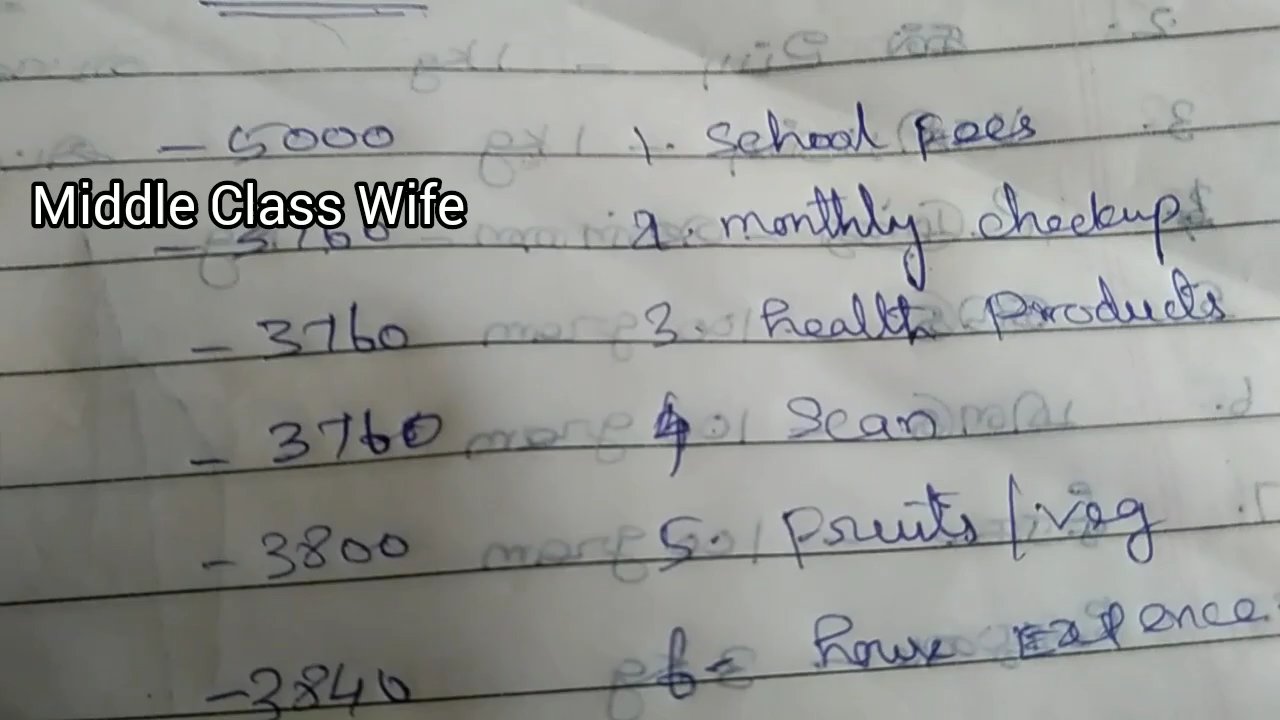 - 5000 1. school fees
Middle Class Wife
2. monthly checkup
- 3760 3. health products
- 3760 4 scan
- 3800 5. Fruits/veg
- 3840 6- house Expence